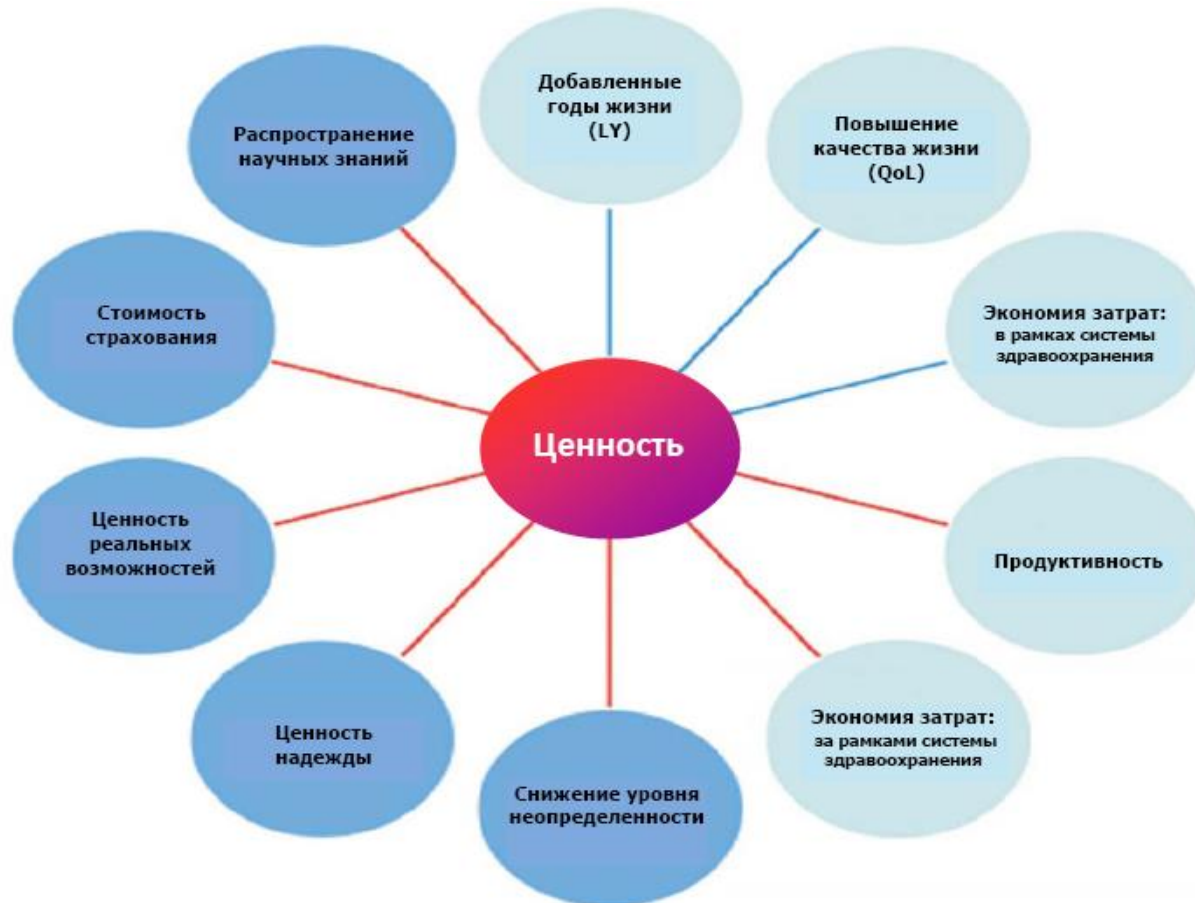 Добавленные
годы жизни
(LY)
Повышение
качества жизни
(QoL)
Экономия затрат:
в рамках системы
здравоохранения
Продуктивность
Экономия затрат:
за рамками системы
здравоохранения
Снижение уровня
неопределенности
Ценность
надежды
Ценность
реальных
возможностей
Стоимость
страхования
Распространение
научных знаний
Ценность